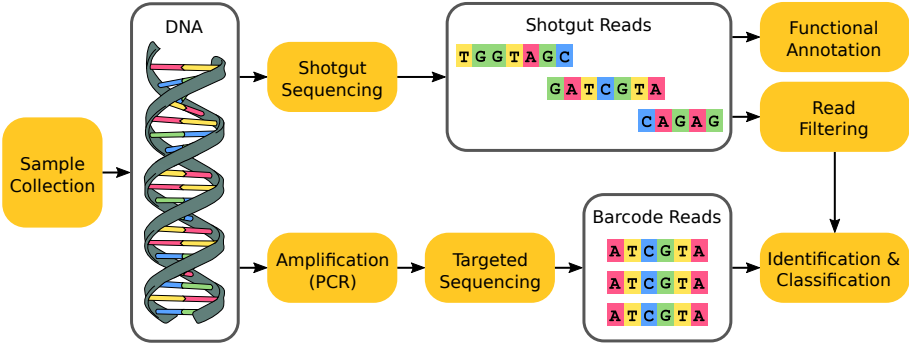 Sample
Collection
DNA
Shotgut
Sequencing
Shotgut Reads
TGGTAGC
GATCGTA
CAGAG
Functional
Annotation
Read
Filtering
Amplification
(PCR)
Targeted
Sequencing
Barcode Reads
ATCGTA
ATCGTA
ATCGTA
Identification &
Classification